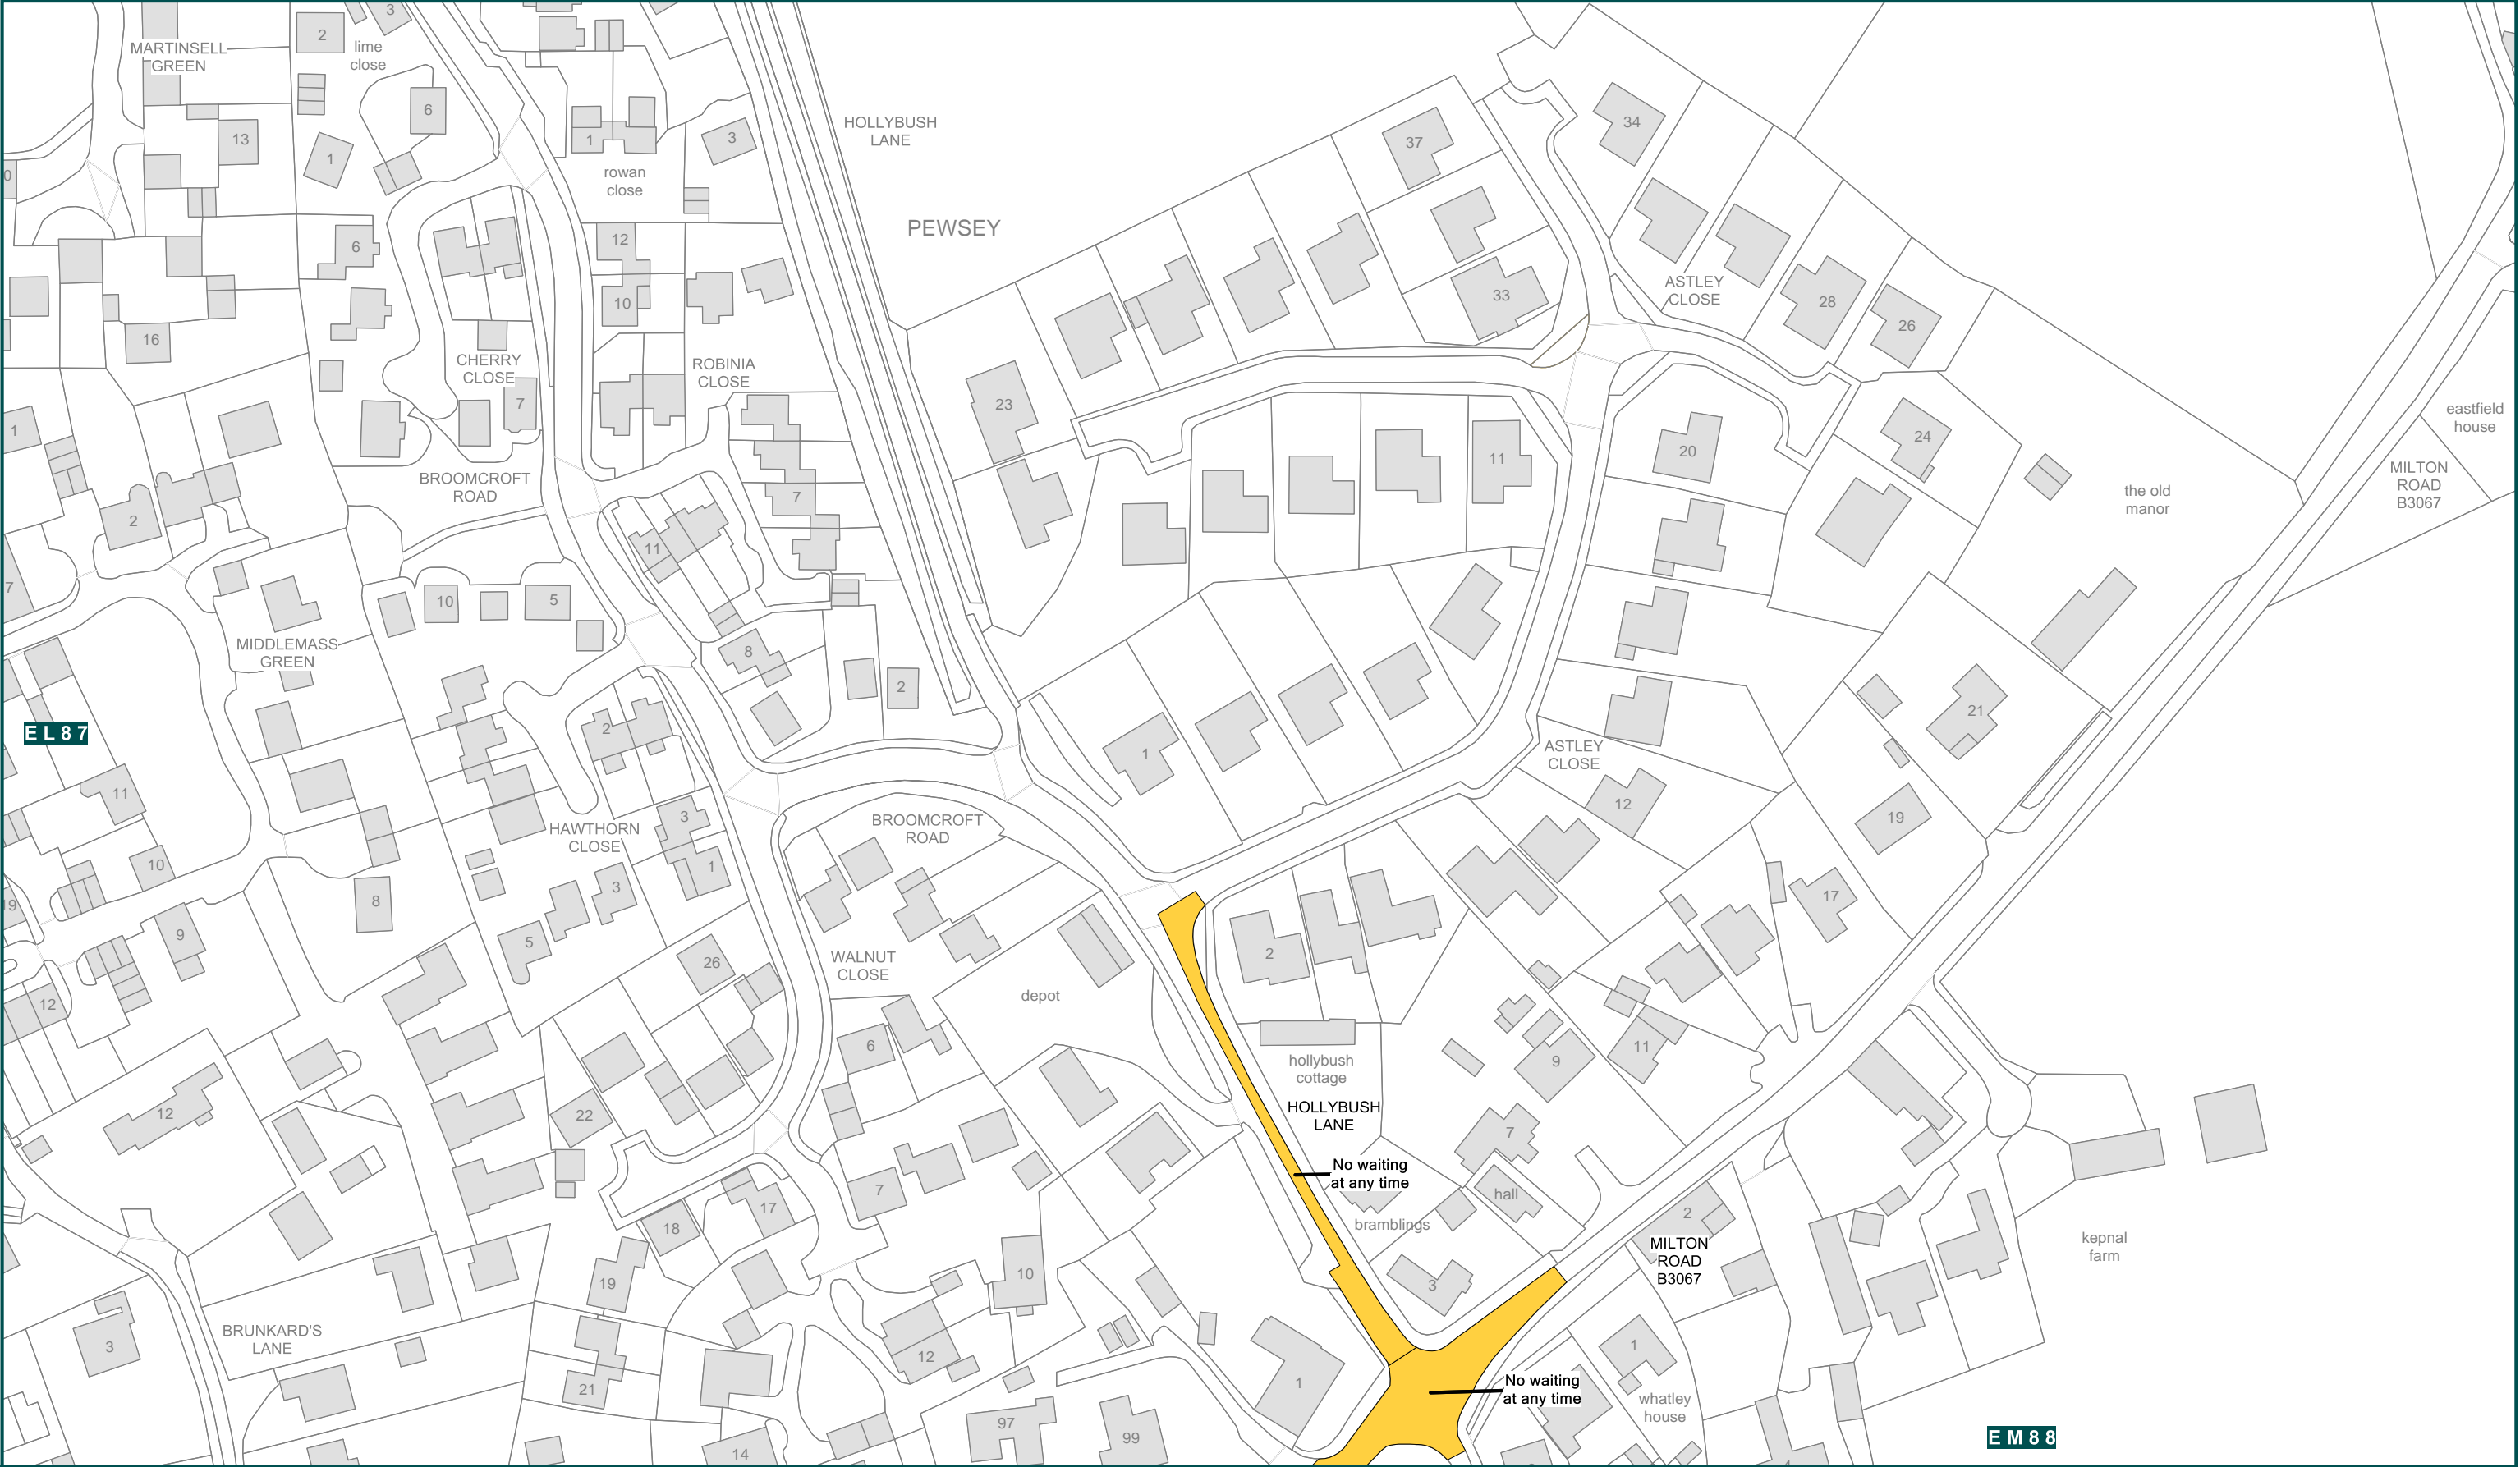 MARTINSELL
GREEN
2
3
lime
close
13
1
6
0
6
16
1
rowan
close
3
12
10
HOLLYBUSH
LANE
PEWSEY
37
34
33
ASTLEY
CLOSE
28
26
CHERRY
CLOSE
7
ROBINIA
CLOSE
23
11
20
24
eastfield
house
MILTON
ROAD
B3067
the old
manor
1
2
7
BROOMCROFT
ROAD
7
11
10
5
8
2
MIDDLEMASS
GREEN
EL87
2
11
10
8
HAWTHORN
CLOSE
3
1
3
5
BROOMCROFT
ROAD
1
ASTLEY
CLOSE
12
21
19
17
19
9
12
26
WALNUT
CLOSE
depot
2
6
22
hollybush
cottage
9
11
HOLLYBUSH
LANE
7
No waiting
at any time
hall
bramblings
12
7
17
18
19
10
3
2
MILTON
ROAD
B3067
kepnal
farm
3
BRUNKARD'S
LANE
21
12
1
1
No waiting
at any time
whatley
house
97
99
14
4
EM88